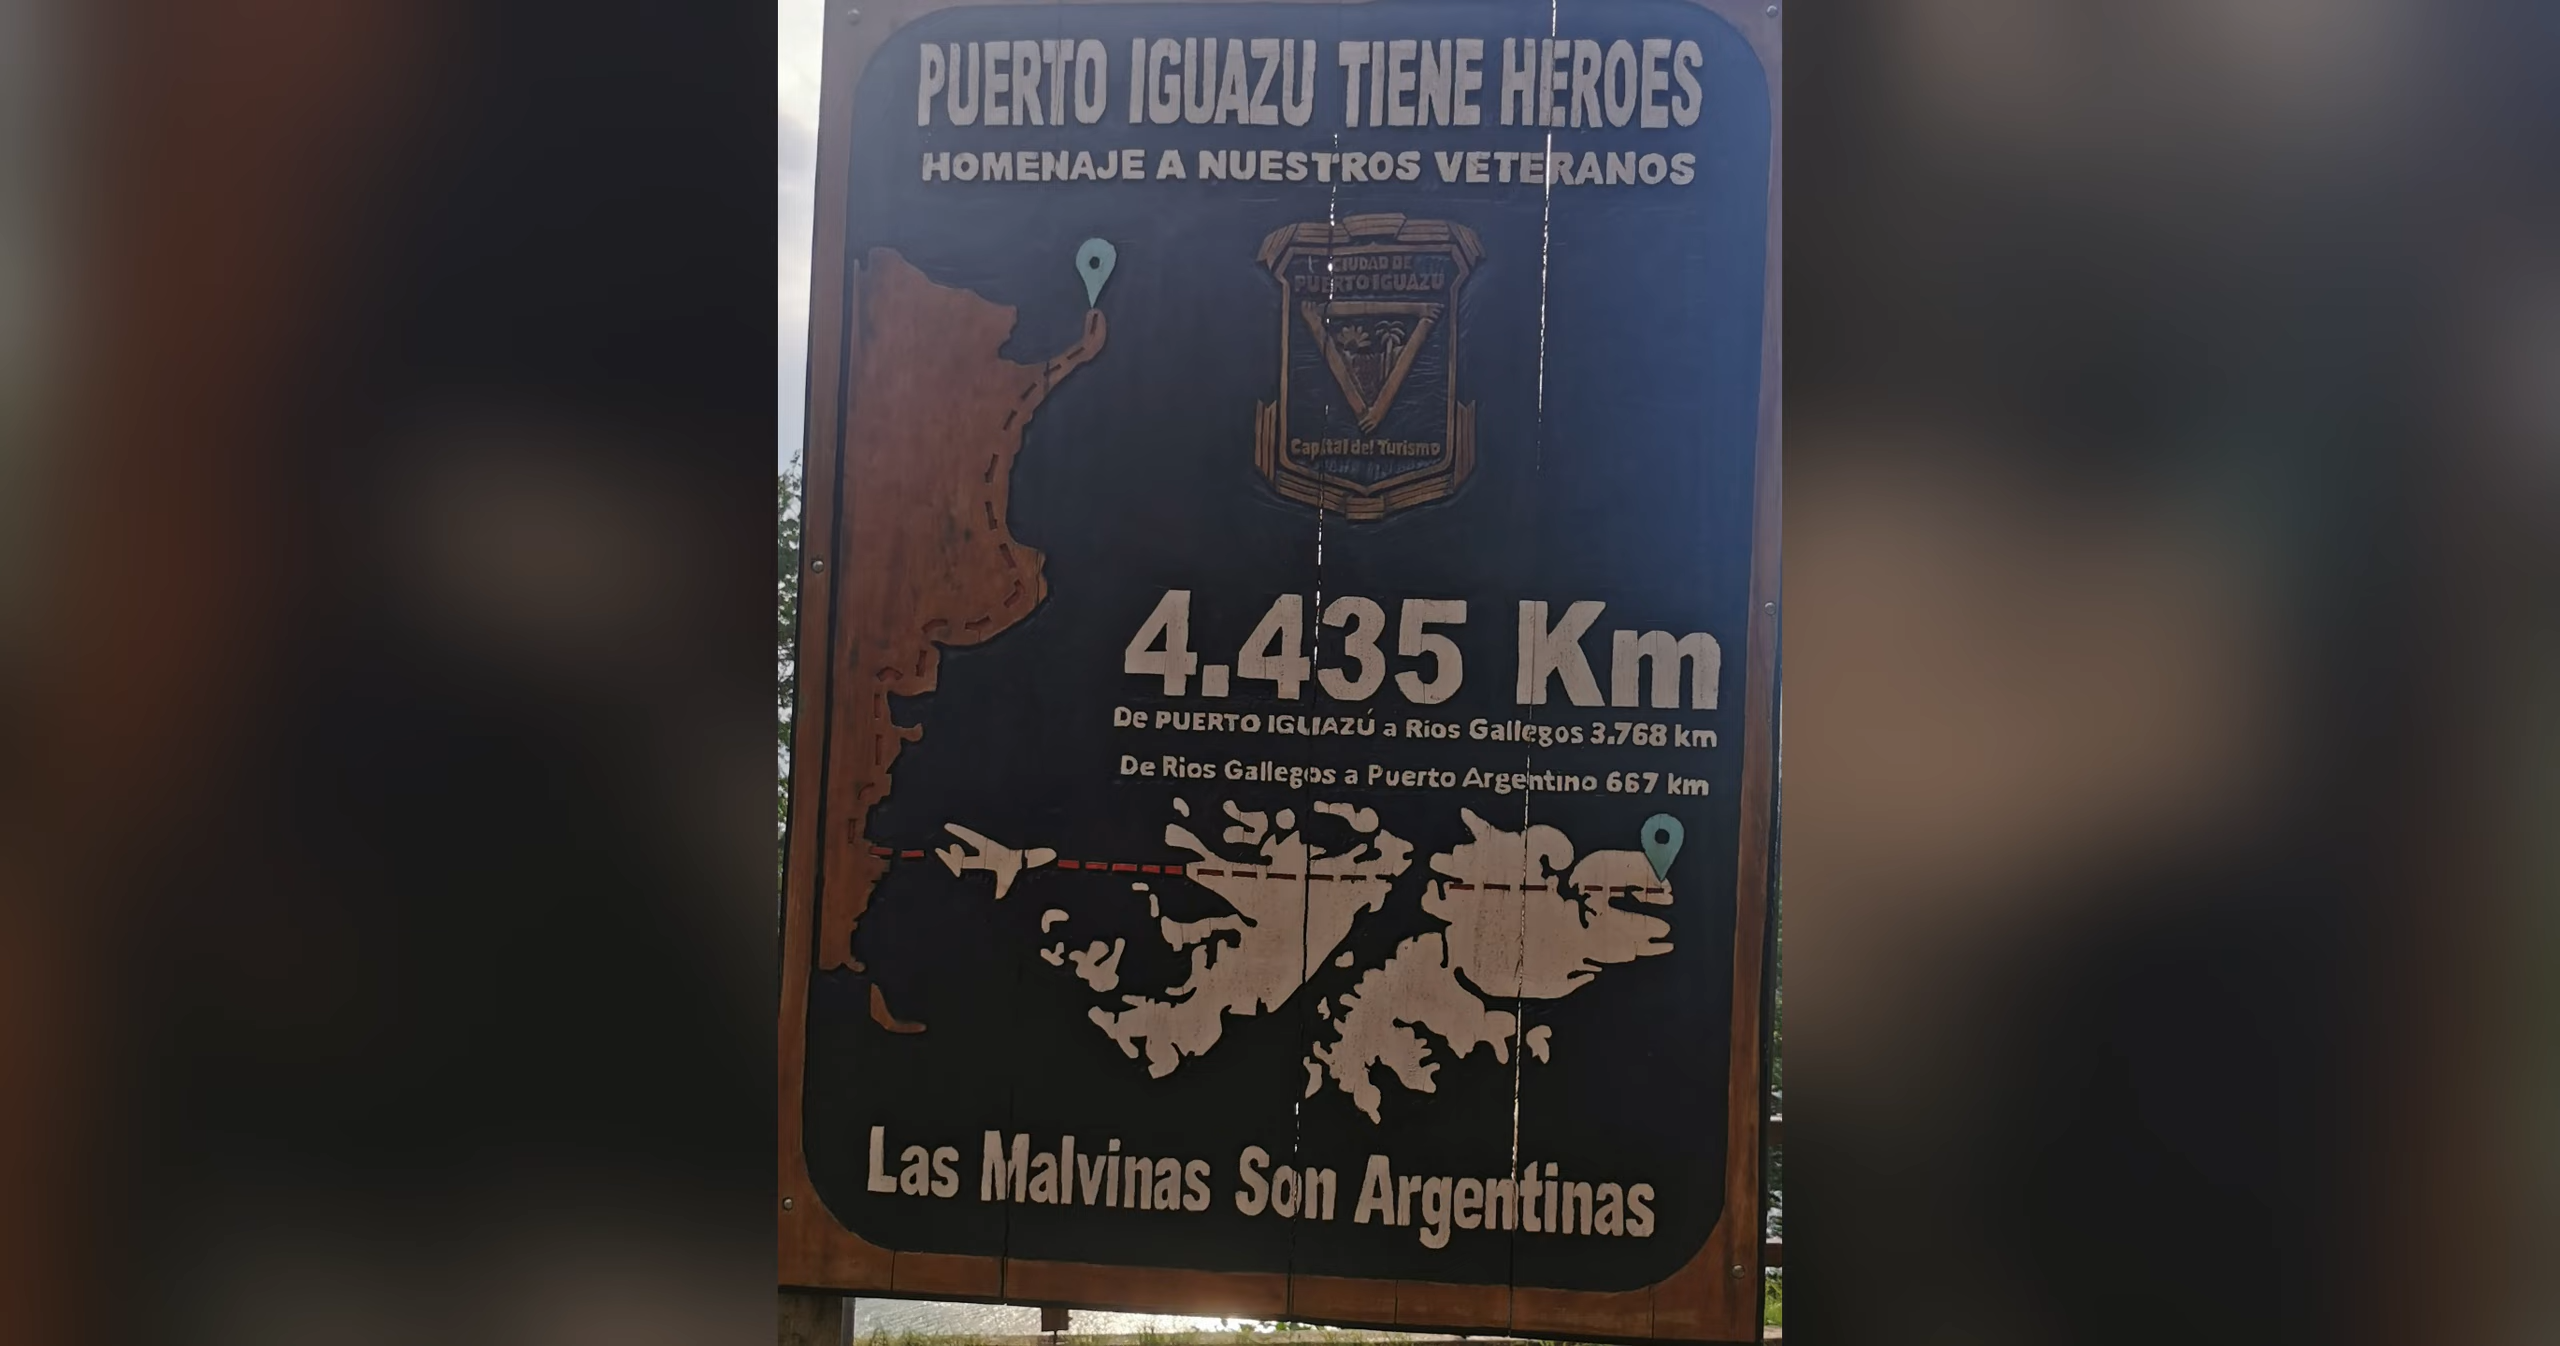 PUERTO IGUAZU TIENE HEROES
HOMENAJE A NUESTROS VETERANOS
CIUDAD DE
PUERTO IGUAZU
Capital del Turismo
4.435 Km
De PUERTO IGUAZÚ a Rios Gallegos 3.768 km
De Rios Gallegos a Puerto Argentino 667 km
Las Malvinas Son Argentinas